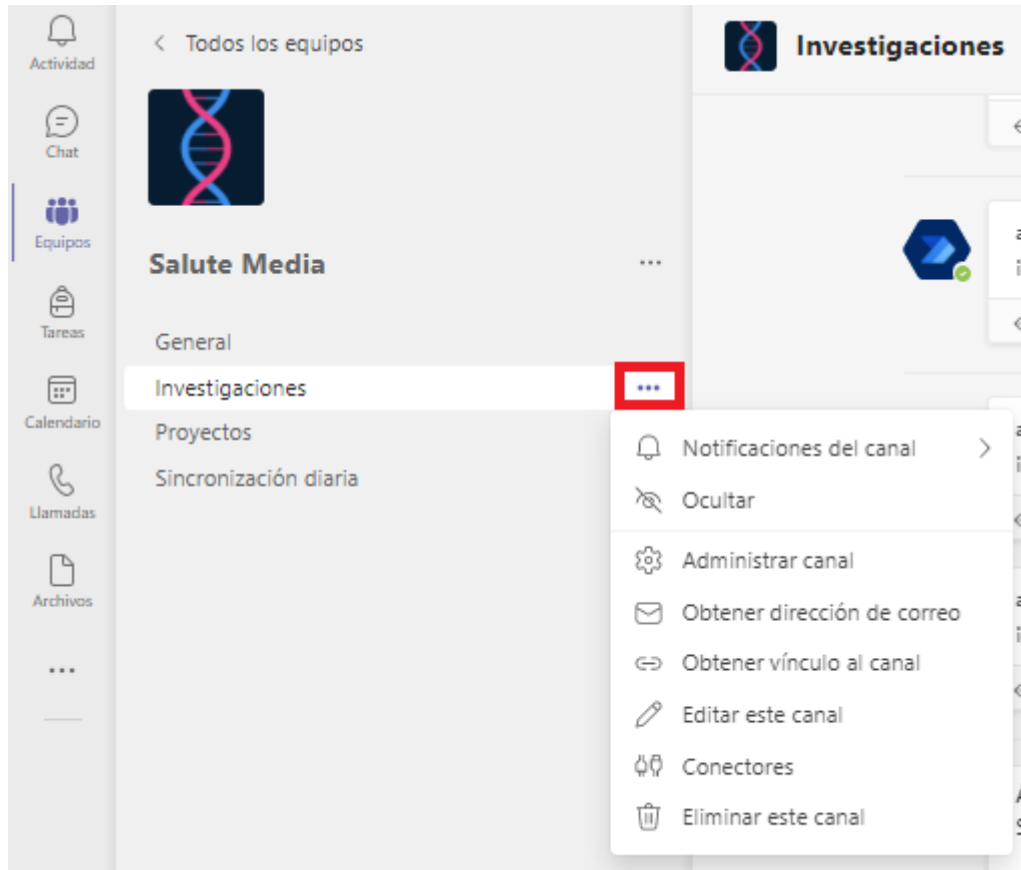 Actividad
Chat
Equipos
Tareas
Calendario
Llamadas
Archivos
Todos los equipos
Salute Media
General
Investigaciones
Proyectos
Sincronización diaria
Investigaciones
Notificaciones del canal
Ocultar
Administrar canal
Obtener dirección de correo
Obtener vínculo al canal
Editar este canal
Conectores
Eliminar este canal